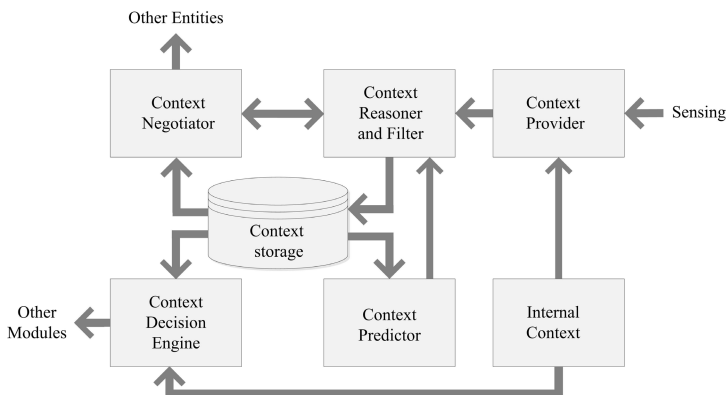 Other Entities
Context
Negotiator
Context
Reasoner
and Filter
Context
Provider
Sensing
Context
storage
Other
Modules
Context
Decision
Engine
Context
Predictor
Internal
Context